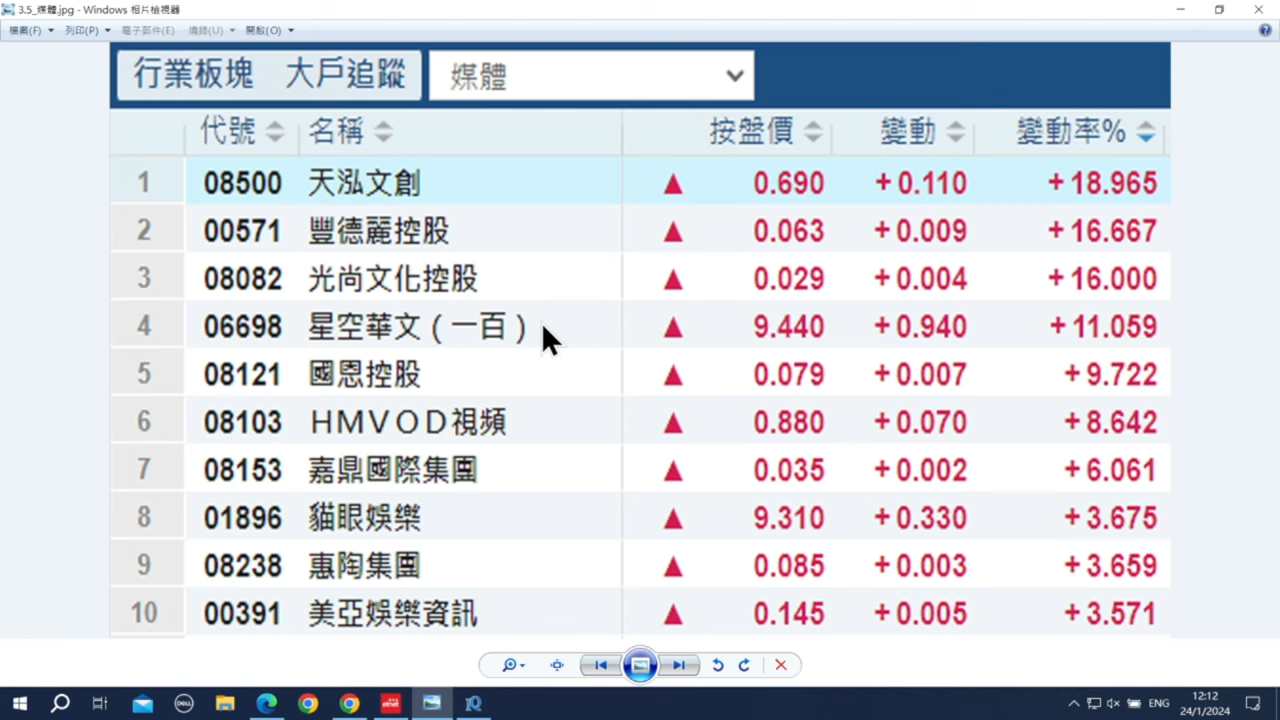 3.5_媒體.jpg - Windows 相片檢視器
檔案(F) 列印(P) 電子郵件(E) 燒錄(U) 開啟(O)
行業板塊 大戶追蹤 媒體
代號 名稱 按盤價 變動 變動率%
1 08500 天泓文創 ▲ 0.690 +0.110 +18.965
2 00571 豐德麗控股 ▲ 0.063 +0.009 +16.667
3 08082 光尚文化控股 ▲ 0.029 +0.004 +16.000
4 06698 星空華文(一百) ▲ 9.440 +0.940 +11.059
5 08121 國恩控股 ▲ 0.079 +0.007 +9.722
6 08103 HMVOD視頻 ▲ 0.880 +0.070 +8.642
7 08153 嘉鼎國際集團 ▲ 0.035 +0.002 +6.061
8 01896 貓眼娛樂 ▲ 9.310 +0.330 +3.675
9 08238 惠陶集團 ▲ 0.085 +0.003 +3.659
10 00391 美亞娛樂資訊 ▲ 0.145 +0.005 +3.571
DELL etnet IQ ENG 12:12
24/1/2024